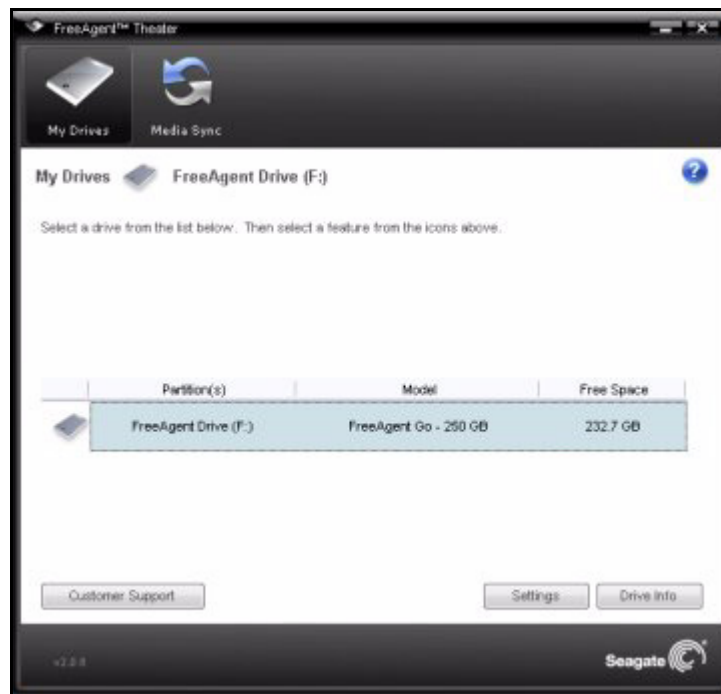 FreeAgent™ Theater
My Drives Media Sync
My Drives FreeAgent Drive (F:)
?
Select a drive from the list below. Then select a feature from the icons above.
Partition(s) Model Free Space
FreeAgent Drive (F:) FreeAgent Go - 250 GB 232.7 GB
Customer Support Settings Drive Info
Seagate